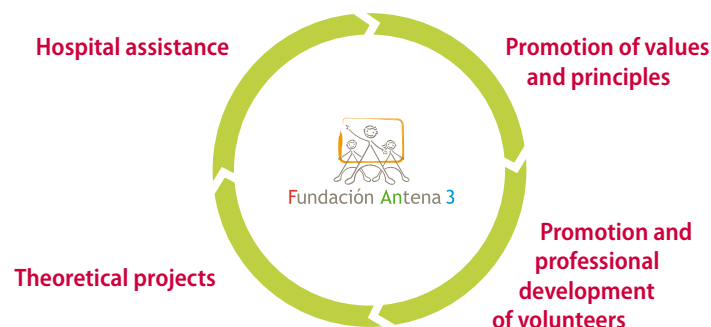 Hospital assistance
Promotion of values
and principles
Fundación Antena 3
Theoretical projects
Promotion and
professional
development
of volunteers